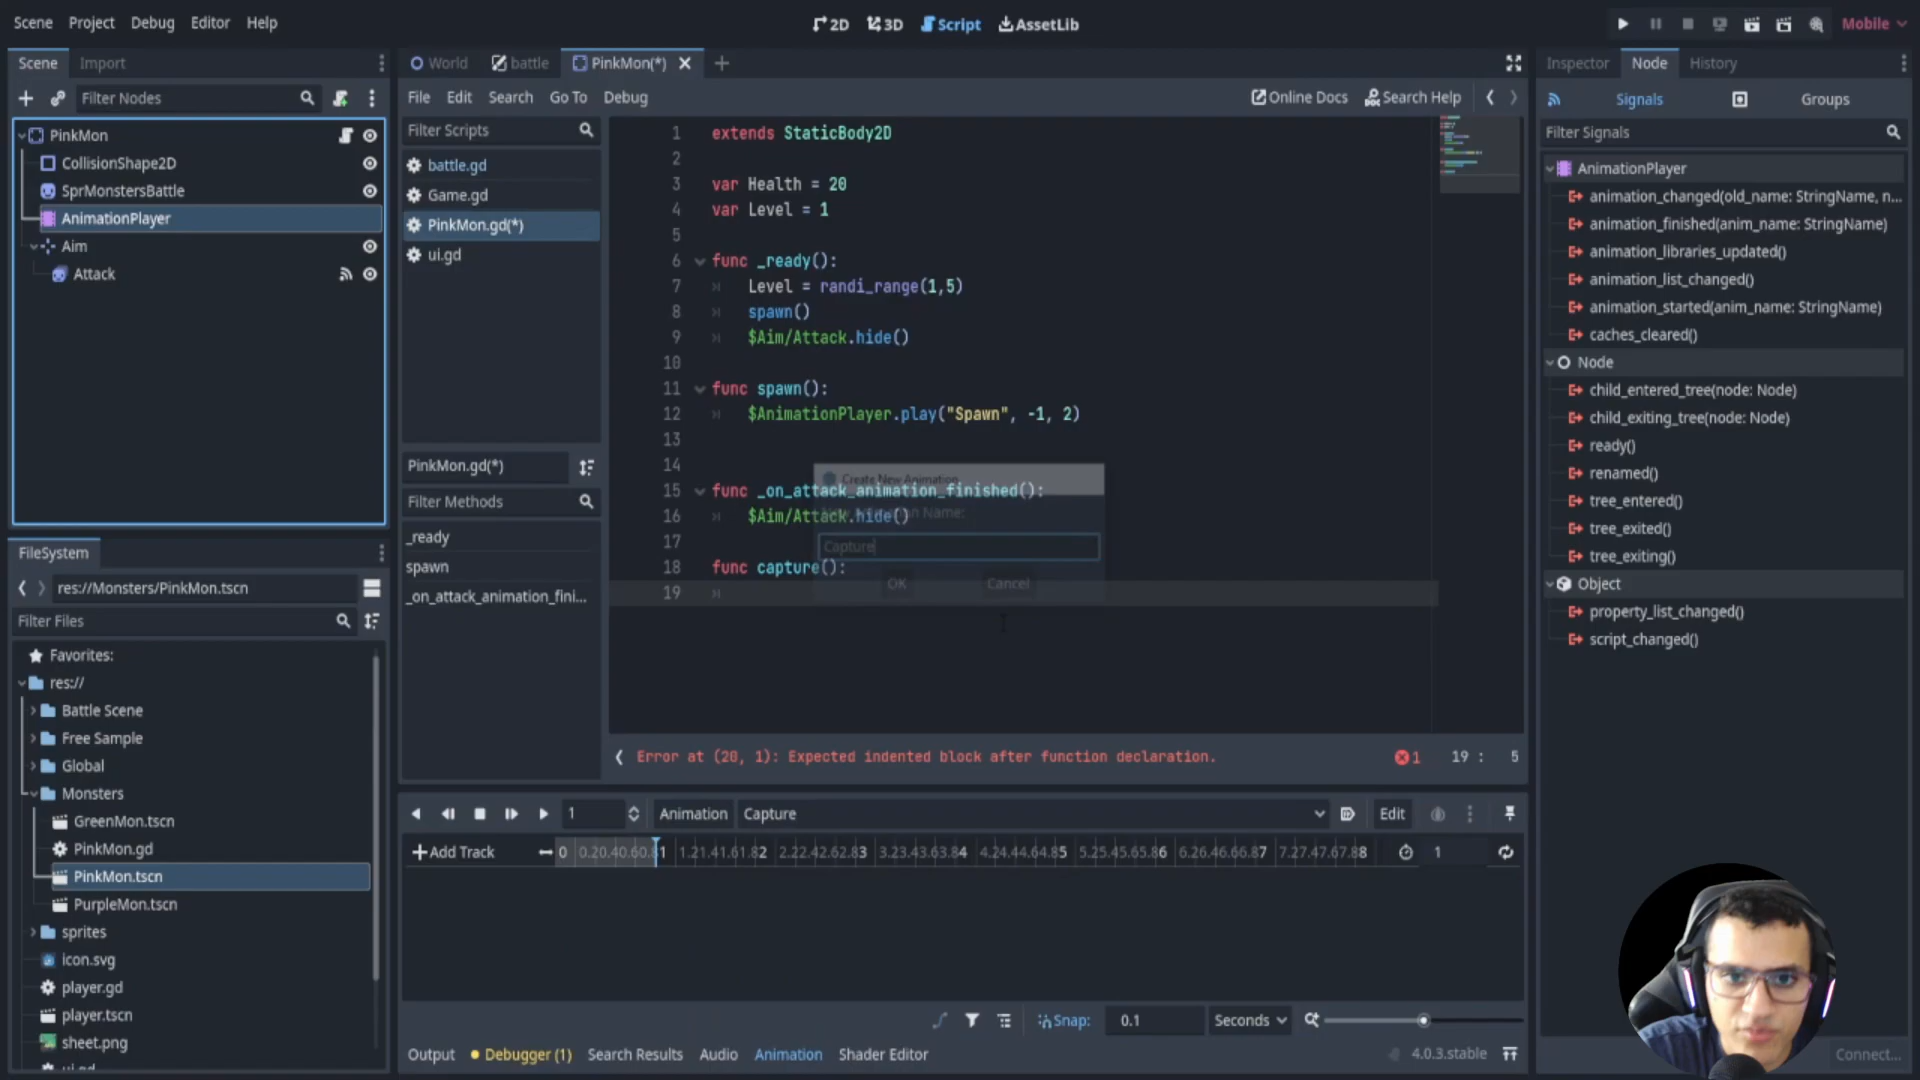 Scene Project Debug Editor Help
2D 3D Script AssetLib
Mobile
Scene Import
Filter Nodes
PinkMon
CollisionShape2D
SprMonstersBattle
AnimationPlayer
Aim
Attack
FileSystem
res://Monsters/PinkMon.tscn
Filter Files
Favorites:
res://
Battle Scene
Free Sample
Global
Monsters
GreenMon.tscn
PinkMon.gd
PinkMon.tscn
PurpleMon.tscn
sprites
icon.svg
player.gd
player.tscn
sheet.png
ui.gd
World battle PinkMon(*)
File Edit Search Go To Debug
Online Docs Search Help
Filter Scripts
battle.gd
Game.gd
PinkMon.gd(*)
ui.gd
PinkMon.gd(*)
Filter Methods
_ready
spawn
_on_attack_animation_fini...
1 extends StaticBody2D
2
3 var Health = 20
4 var Level = 1
5
6 func _ready():
7 Level = randi_range(1,5)
8 spawn()
9 $Aim/Attack.hide()
10
11 func spawn():
12 $AnimationPlayer.play("Spawn", -1, 2)
13
14
15 func _on_attack_animation_finished():
16 $Aim/Attack.hide()
17
18 func capture():
19
Create New Animation
Name:
Capture
OK Cancel
Error at (20, 1): Expected indented block after function declaration.
1 19 : 5
1 Animation Capture Edit
Add Track 0 0.20.40.60.81 1.21.41.61.82 2.22.42.62.83 3.23.43.63.84 4.24.44.64.85 5.25.45.65.86 6.26.46.66.87 7.27.47.67.88 1
Snap: 0.1 Seconds
Output Debugger (1) Search Results Audio Animation Shader Editor
4.0.3.stable
Inspector Node History
Signals Groups
Filter Signals
AnimationPlayer
animation_changed(old_name: StringName, n...
animation_finished(anim_name: StringName)
animation_libraries_updated()
animation_list_changed()
animation_started(anim_name: StringName)
caches_cleared()
Node
child_entered_tree(node: Node)
child_exiting_tree(node: Node)
ready()
renamed()
tree_entered()
tree_exited()
tree_exiting()
Object
property_list_changed()
script_changed()
Connect...